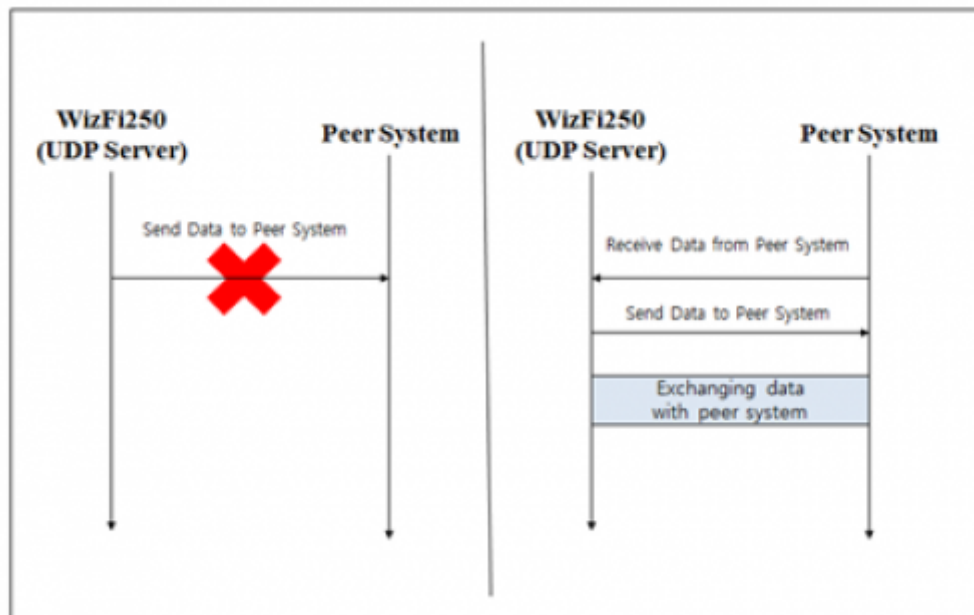 WizFi250
(UDP Server)
Peer System
Send Data to Peer System
WizFi250
(UDP Server)
Peer System
Receive Data from Peer System
Send Data to Peer System
Exchanging data
with peer system